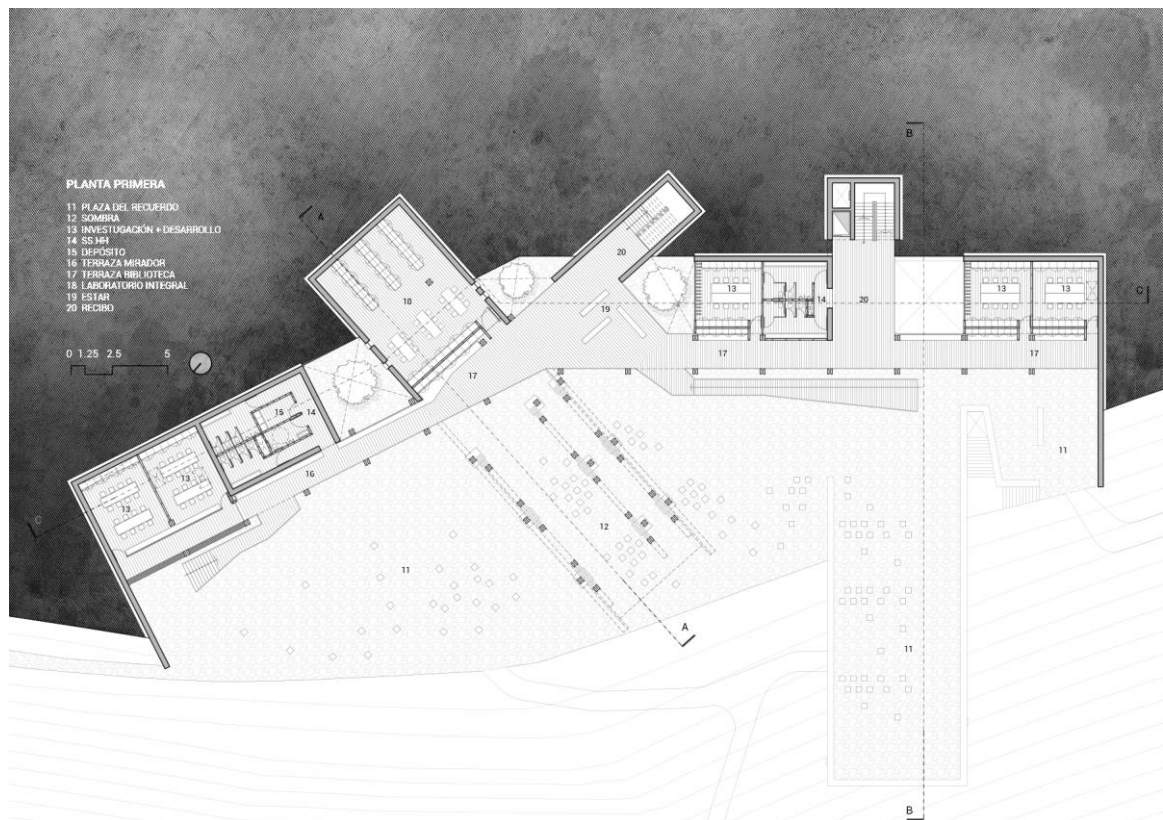 PLANTA PRIMERA
11 PLAZA DEL RECUERDO
12 SOMBRA
13 INVESTUGACIÓN + DESARROLLO
14 SS.HH
15 DEPÓSITO
16 TERRAZA MIRADOR
17 TERRAZA BIBLIOTECA
18 LABORATORIO INTEGRAL
19 ESTAR
20 RECIBO
0 1.25 2.5 5
A
B
20
18
13
14
20
13
13
C
19
17
17
17
15
14
11
16
13
13
C
12
11
A
11
B